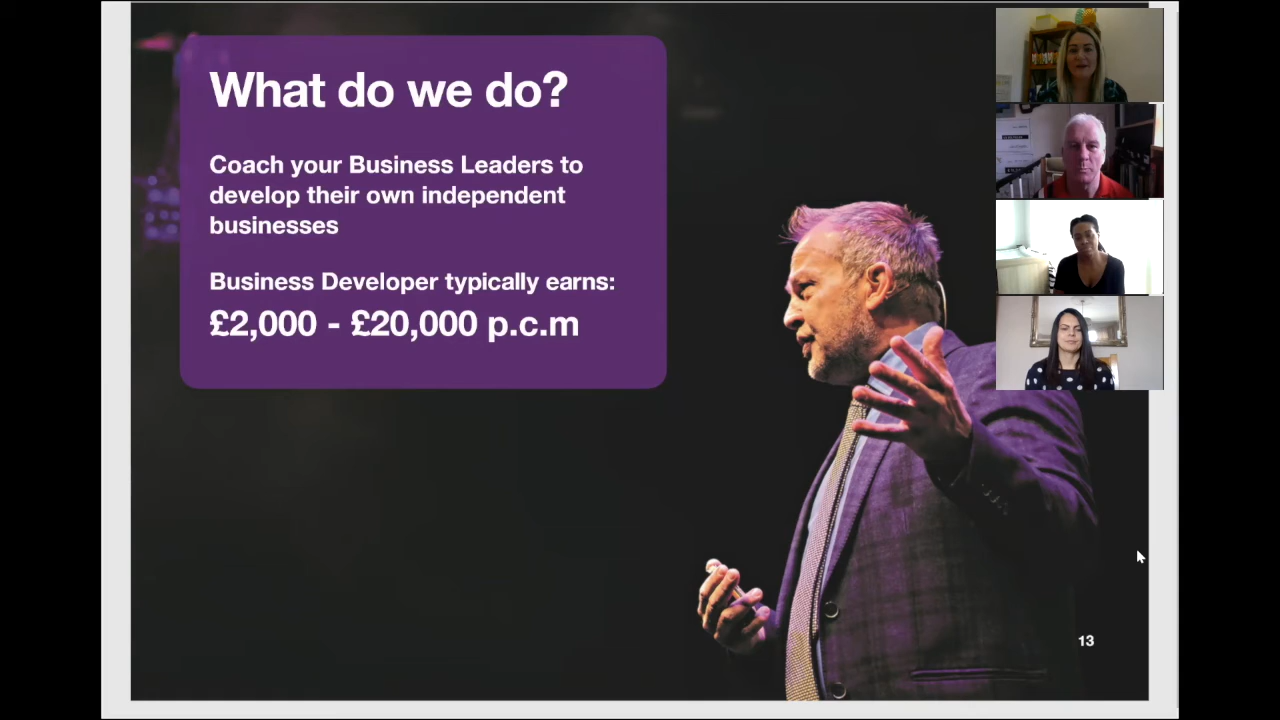 What do we do?
Coach your Business Leaders to
develop their own independent
businesses
Business Developer typically earns:
£2,000 - £20,000 p.c.m
13